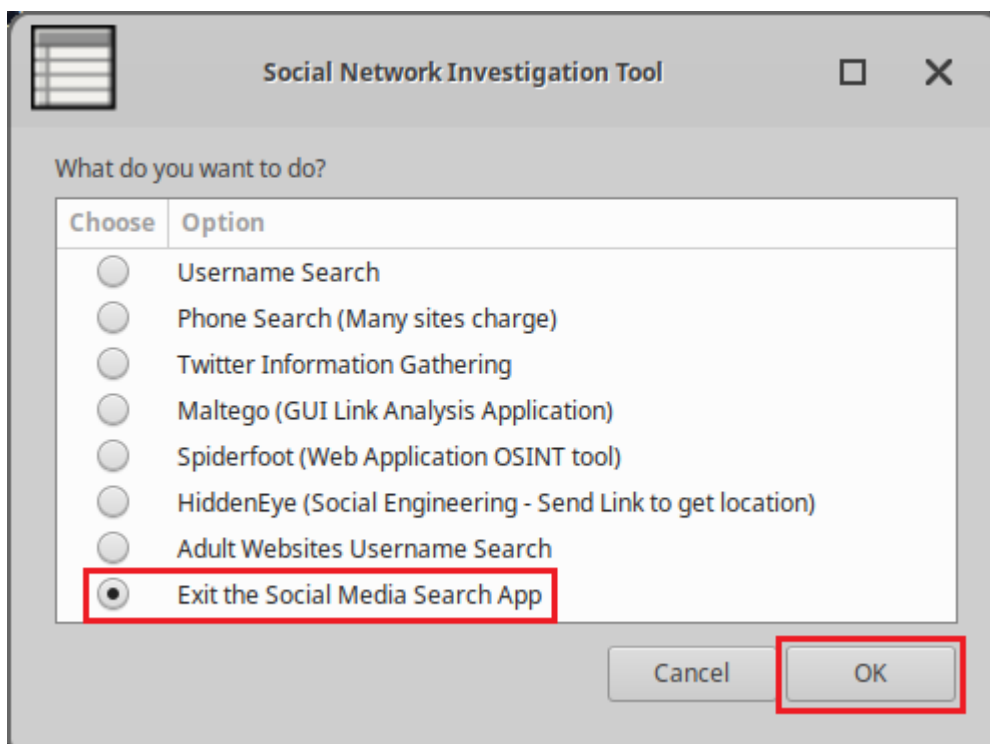 Social Network Investigation Tool
What do you want to do?
Choose Option
Username Search
Phone Search (Many sites charge)
Twitter Information Gathering
Maltego (GUI Link Analysis Application)
Spiderfoot (Web Application OSINT tool)
HiddenEye (Social Engineering - Send Link to get location)
Adult Websites Username Search
Exit the Social Media Search App
Cancel OK